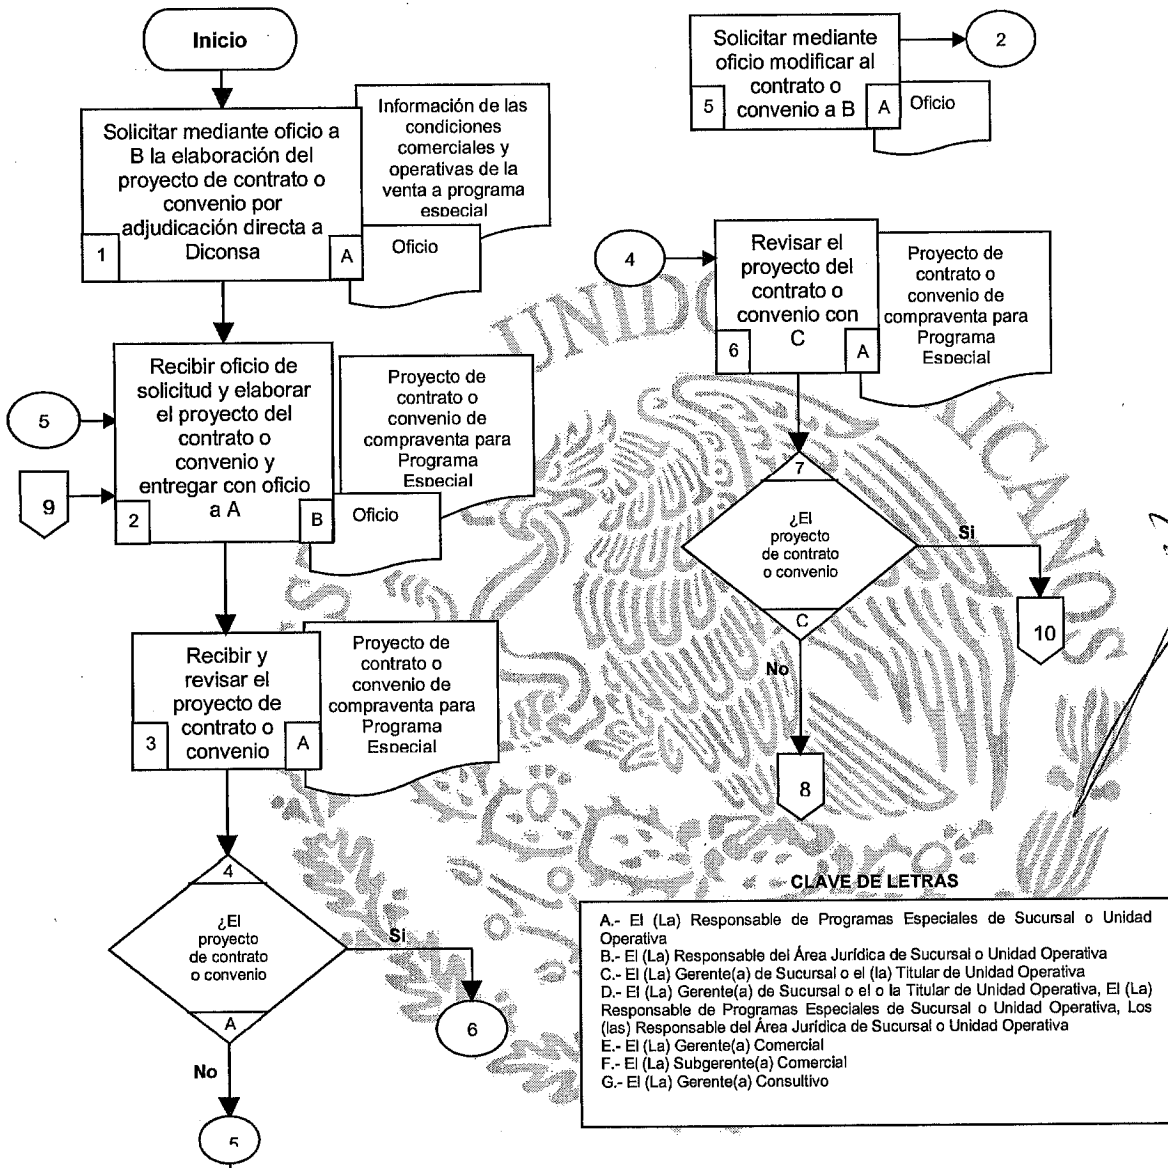 Inicio
Solicitar mediante oficio a
B la elaboración del
proyecto de contrato o
convenio por
adjudicación directa a
Diconsa
1
A
Información de las
condiciones
comerciales y
operativas de la
venta a programa
especial
Oficio
5
9
Recibir oficio de
solicitud y elaborar
el proyecto del
contrato o
convenio y
entregar con oficio
a A
2
B
Proyecto de
contrato o
convenio de
compraventa para
Programa
Especial
Oficio
Recibir y
revisar el
proyecto de
contrato o
convenio
3
A
Proyecto de
contrato o
convenio de
compraventa para
Programa
Especial
4
¿El
proyecto
de contrato
o convenio
A
Si
6
No
5
Solicitar mediante
oficio modificar al
contrato o
convenio a B
5
A
Oficio
2
4
Revisar el
proyecto del
contrato o
convenio con
C
6
A
Proyecto de
contrato o
convenio de
compraventa para
Programa
Especial
7
¿El
proyecto
de contrato
o convenio
C
Si
10
No
8
UNIDO
XICANOS
CLAVE DE LETRAS
A.- El (La) Responsable de Programas Especiales de Sucursal o Unidad
Operativa
B.- El (La) Responsable del Área Jurídica de Sucursal o Unidad Operativa
C.- El (La) Gerente(a) de Sucursal o el (la) Titular de Unidad Operativa
D.- El (La) Gerente(a) de Sucursal o el o la Titular de Unidad Operativa, El (La)
Responsable de Programas Especiales de Sucursal o Unidad Operativa, Los
(las) Responsable del Área Jurídica de Sucursal o Unidad Operativa
E.- El (La) Gerente(a) Comercial
F.- El (La) Subgerente(a) Comercial
G.- El (La) Gerente(a) Consultivo